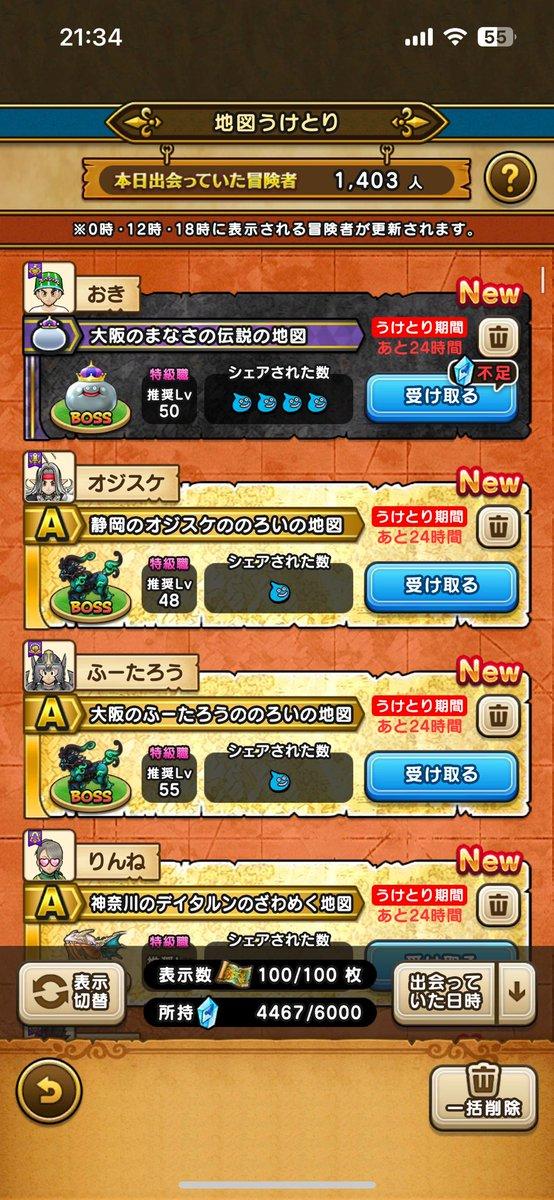 21:34
55
地図うけとり
本日出会っていた冒険者 1,403 人
?
※0時・12時・18時に表示される冒険者が更新されます。
おき
New
大阪のまなさの伝説の地図
うけとり期間
あと24時間
特級職
推奨Lv
50
シェアされた数
不足
受け取る
BOSS
オジスケ
New
A
静岡のオジスケののろいの地図
うけとり期間
あと24時間
特級職
推奨Lv
48
シェアされた数
受け取る
BOSS
ふーたろう
New
A
大阪のふーたろうののろいの地図
うけとり期間
あと24時間
特級職
推奨Lv
55
シェアされた数
受け取る
BOSS
りんね
New
A
神奈川のデイタルンのざわめく地図
うけとり期間
あと24時間
特級職
シェアされた数
表示
切替
表示数 100/100 枚
所持 4467/6000
出会って
いた日時
↓
一括削除